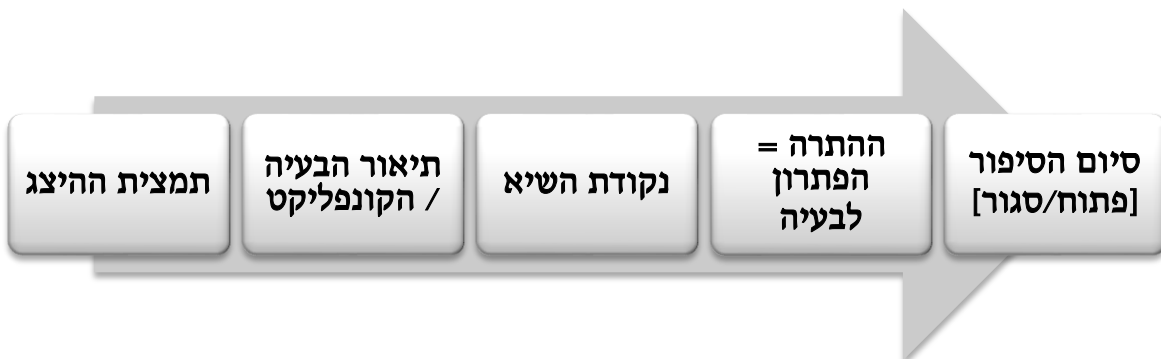 תמצית ההיצג
תיאור הבעיה
/ הקונפליקט
נקודת השיא
ההתרה =
הפתרון
לבעיה
סיום הסיפור
[פתוח/סגור]